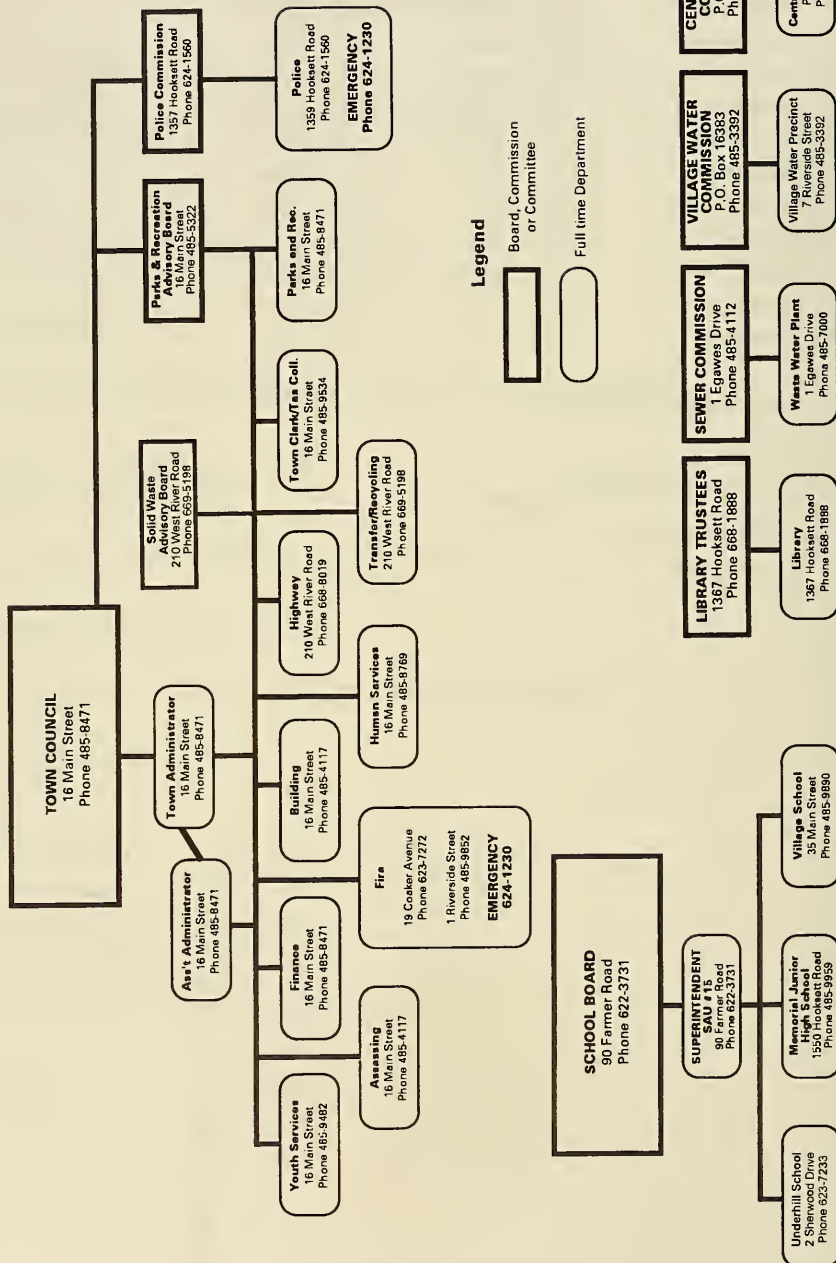 TOWN COUNCIL
16 Main Street
Phone 485-8471
Ass't Administrator
16 Main Street
Phone 485-8471
Town Administrator
16 Main Street
Phone 485-8471
Solid Waste
Advisory Board
210 West River Road
Phone 669-5198
Parks & Recreation
Advisory Board
16 Main Street
Phone 485-5322
Police Commission
1357 Hooksett Road
Phone 624-1560
Youth Services
16 Main Street
Phone 485-9482
Finance
16 Main Street
Phone 485-8471
Building
16 Main Street
Phone 485-4117
Highway
210 West River Road
Phone 668-8019
Town Clark/Tax Coll.
16 Main Street
Phone 485-9534
Parks end Rec.
16 Main Street
Phone 485-8471
Police
1359 Hooksett Road
Phone 624-1560
EMERGENCY
Phone 624-1230
Assessing
16 Main Street
Phone 485-4117
Fira
19 Coaker Avenue
Phone 623-7272
1 Riverside Street
Phone 485-9852
EMERGENCY
624-1230
Human Sarvices
16 Main Street
Phone 485-8769
Transfer/Recycling
210 West River Road
Phone 669-5198
Legend
Board, Commission
or Committee
Full time Department
SCHOOL BOARD
90 Farmer Road
Phone 622-3731
SUPERINTENDENT
SAU #15
90 Farmer Road
Phone 622-3731
Underhill School
2 Sherwood Drive
Phone 623-7233
Memorial Junior
High School
1550 Hooksett Road
Phone 485-9959
Village School
35 Main Street
Phone 485-9890
LIBRARY TRUSTEES
1367 Hooksett Road
Phone 668-1888
SEWER COMMISSION
1 Egawes Drive
Phone 485-4112
VILLAGE WATER
COMMISSION
P.O. Box 16383
Phone 485-3392
CEN
CO
P.O
Ph
Library
1367 Hooksett Road
Phone 668-1888
Waste Water Plant
1 Egawes Drive
Phona 485-7000
Village Water Precinct
7 Riverside Street
Phone 485-3392
Centr
P
P